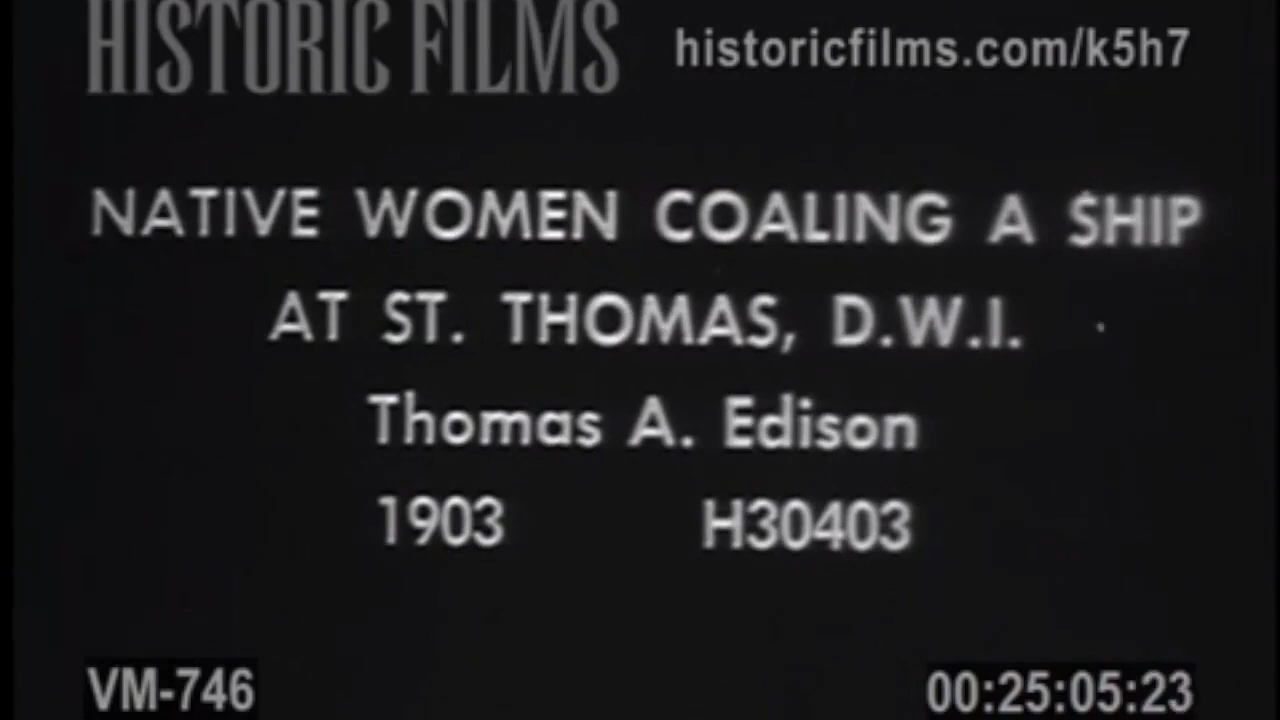 HISTORIC FILMS historicfilms.com/k5h7
NATIVE WOMEN COALING A SHIP
AT ST. THOMAS, D.W.I.
Thomas A. Edison
1903 H30403
VM-746 00:25:05:23